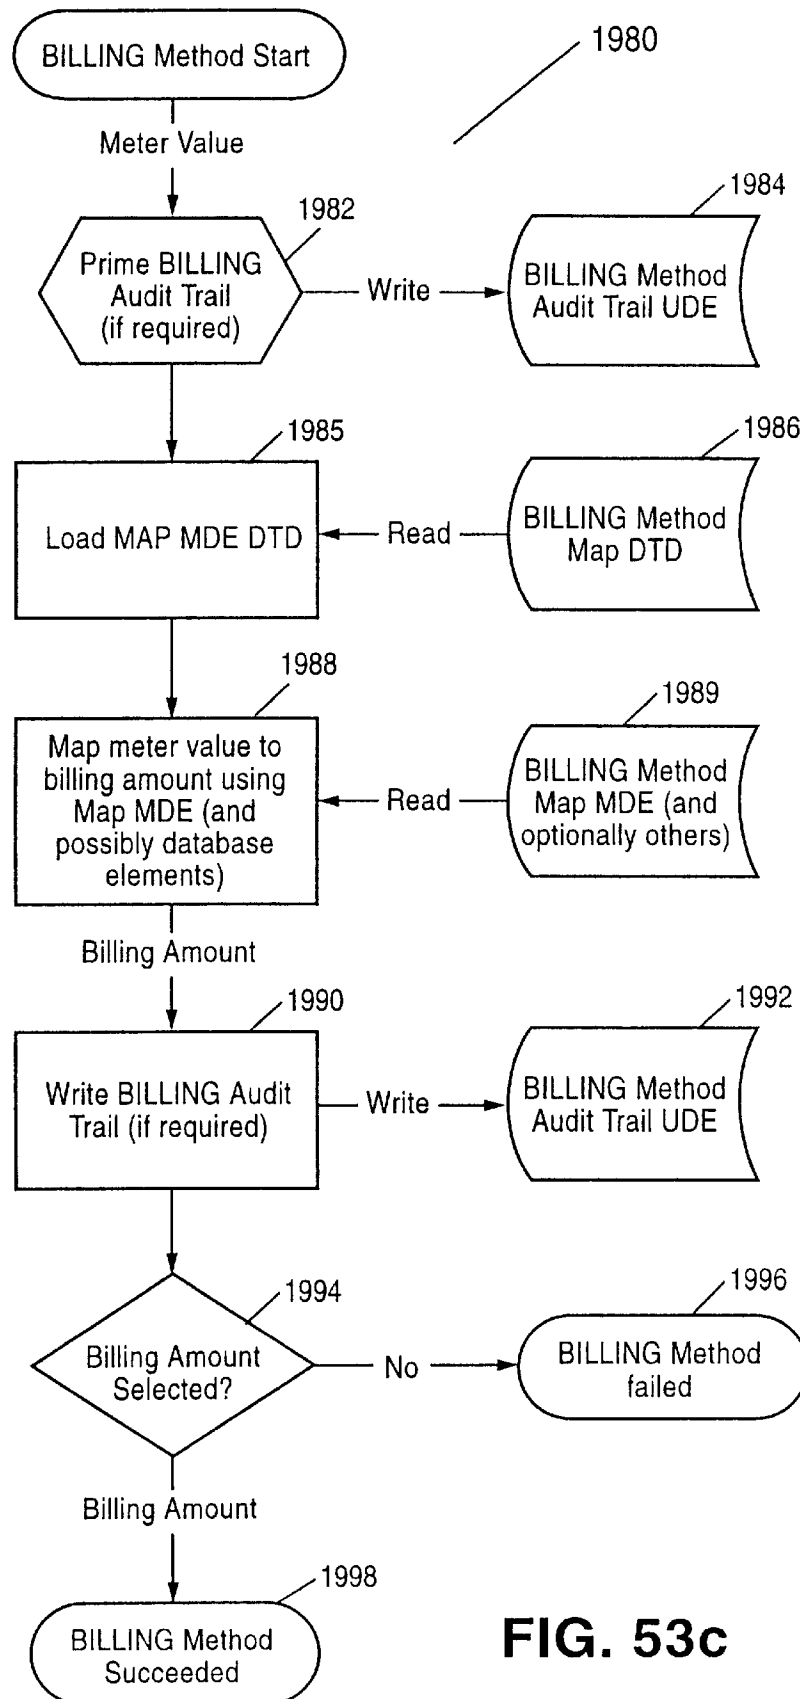 BILLING Method Start
1980
Meter Value
1982
Prime BILLING
Audit Trail
(if required)
Write
1984
BILLING Method
Audit Trail UDE
1985
Load MAP MDE DTD
Read
1986
BILLING Method
Map DTD
1988
Map meter value to
billing amount using
Map MDE (and
possibly database
elements)
Read
1989
BILLING Method
Map MDE (and
optionally others)
Billing Amount
1990
Write BILLING Audit
Trail (if required)
Write
1992
BILLING Method
Audit Trail UDE
1994
Billing Amount
Selected?
No
1996
BILLING Method
failed
Billing Amount
1998
BILLING Method
Succeeded
FIG. 53c